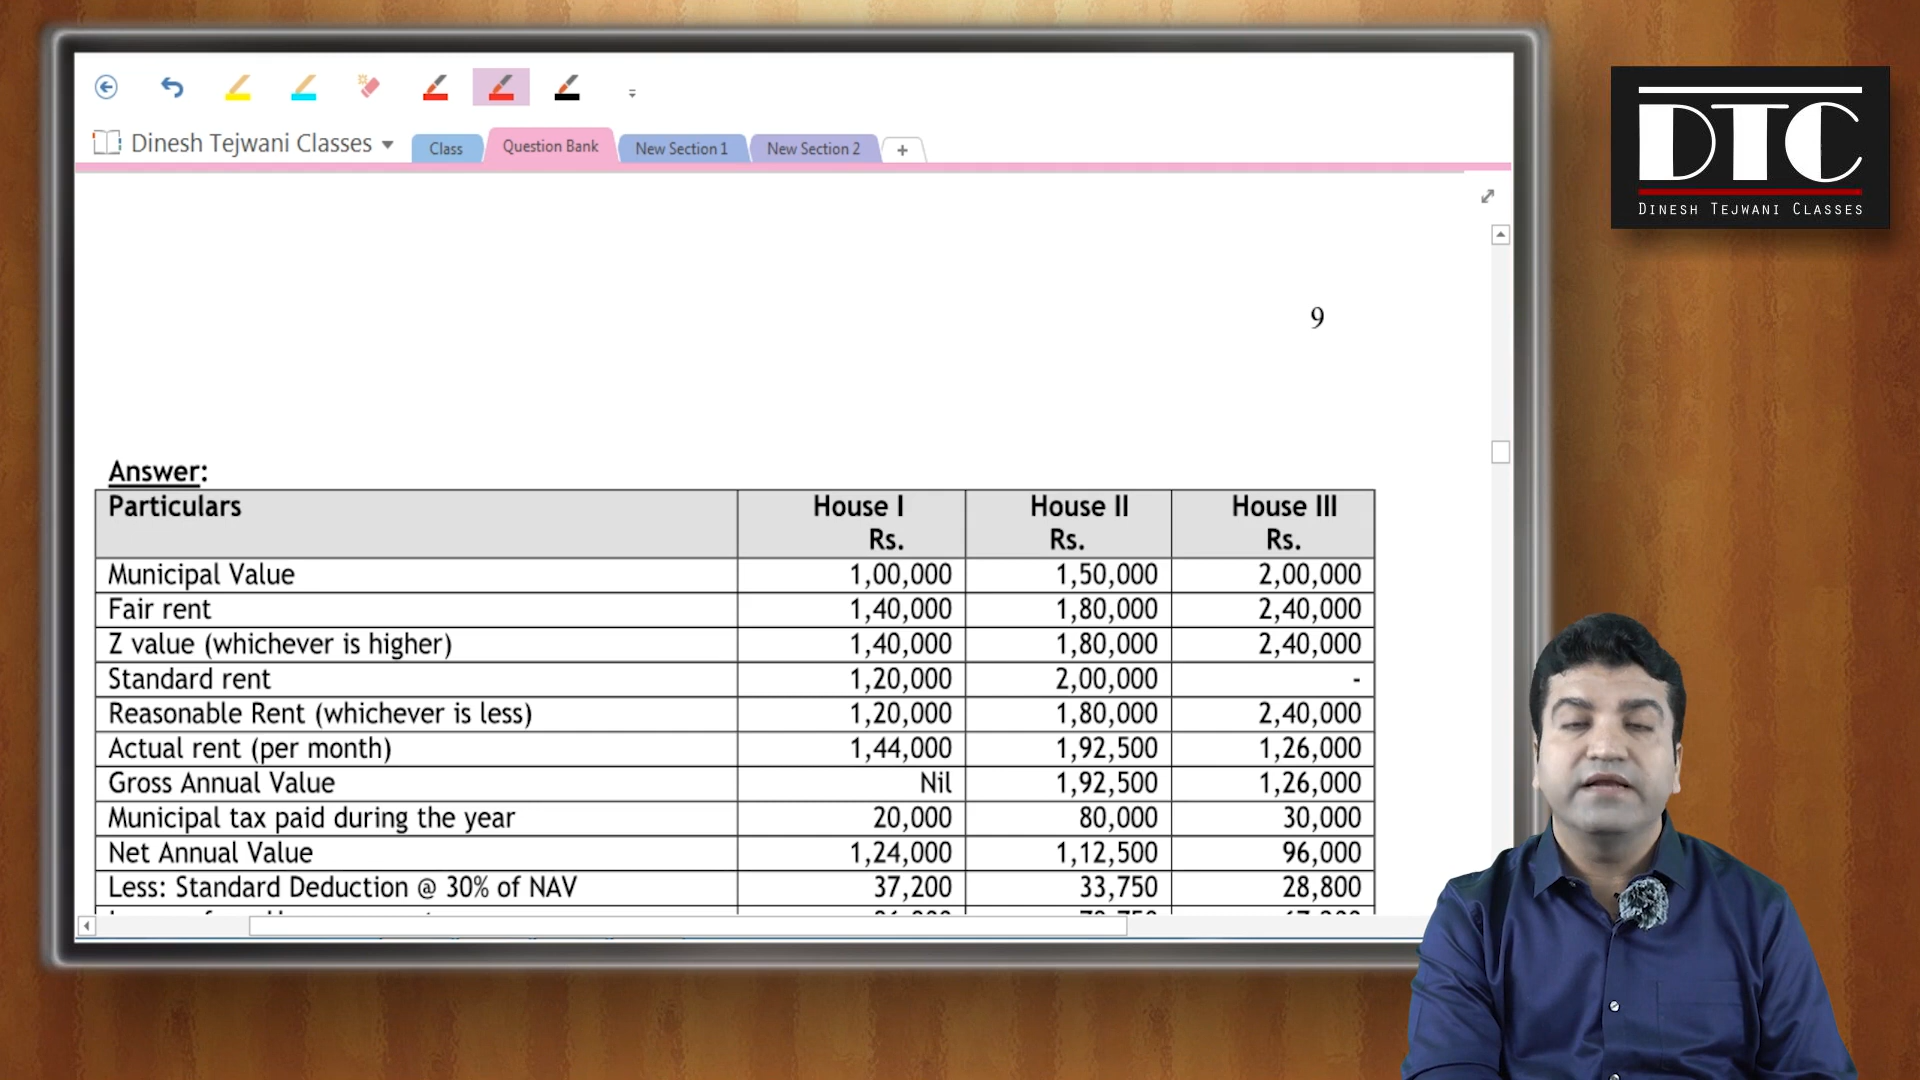 Dinesh Tejwani Classes
Class
Question Bank
New Section 1
New Section 2
DTC
DINESH TEJWANI CLASSES
9
Answer:
Particulars House I Rs. House II Rs. House III Rs.
Municipal Value 1,00,000 1,50,000 2,00,000
Fair rent 1,40,000 1,80,000 2,40,000
Z value (whichever is higher) 1,40,000 1,80,000 2,40,000
Standard rent 1,20,000 2,00,000 -
Reasonable Rent (whichever is less) 1,20,000 1,80,000 2,40,000
Actual rent (per month) 1,44,000 1,92,500 1,26,000
Gross Annual Value Nil 1,92,500 1,26,000
Municipal tax paid during the year 20,000 80,000 30,000
Net Annual Value 1,24,000 1,12,500 96,000
Less: Standard Deduction @ 30% of NAV 37,200 33,750 28,800